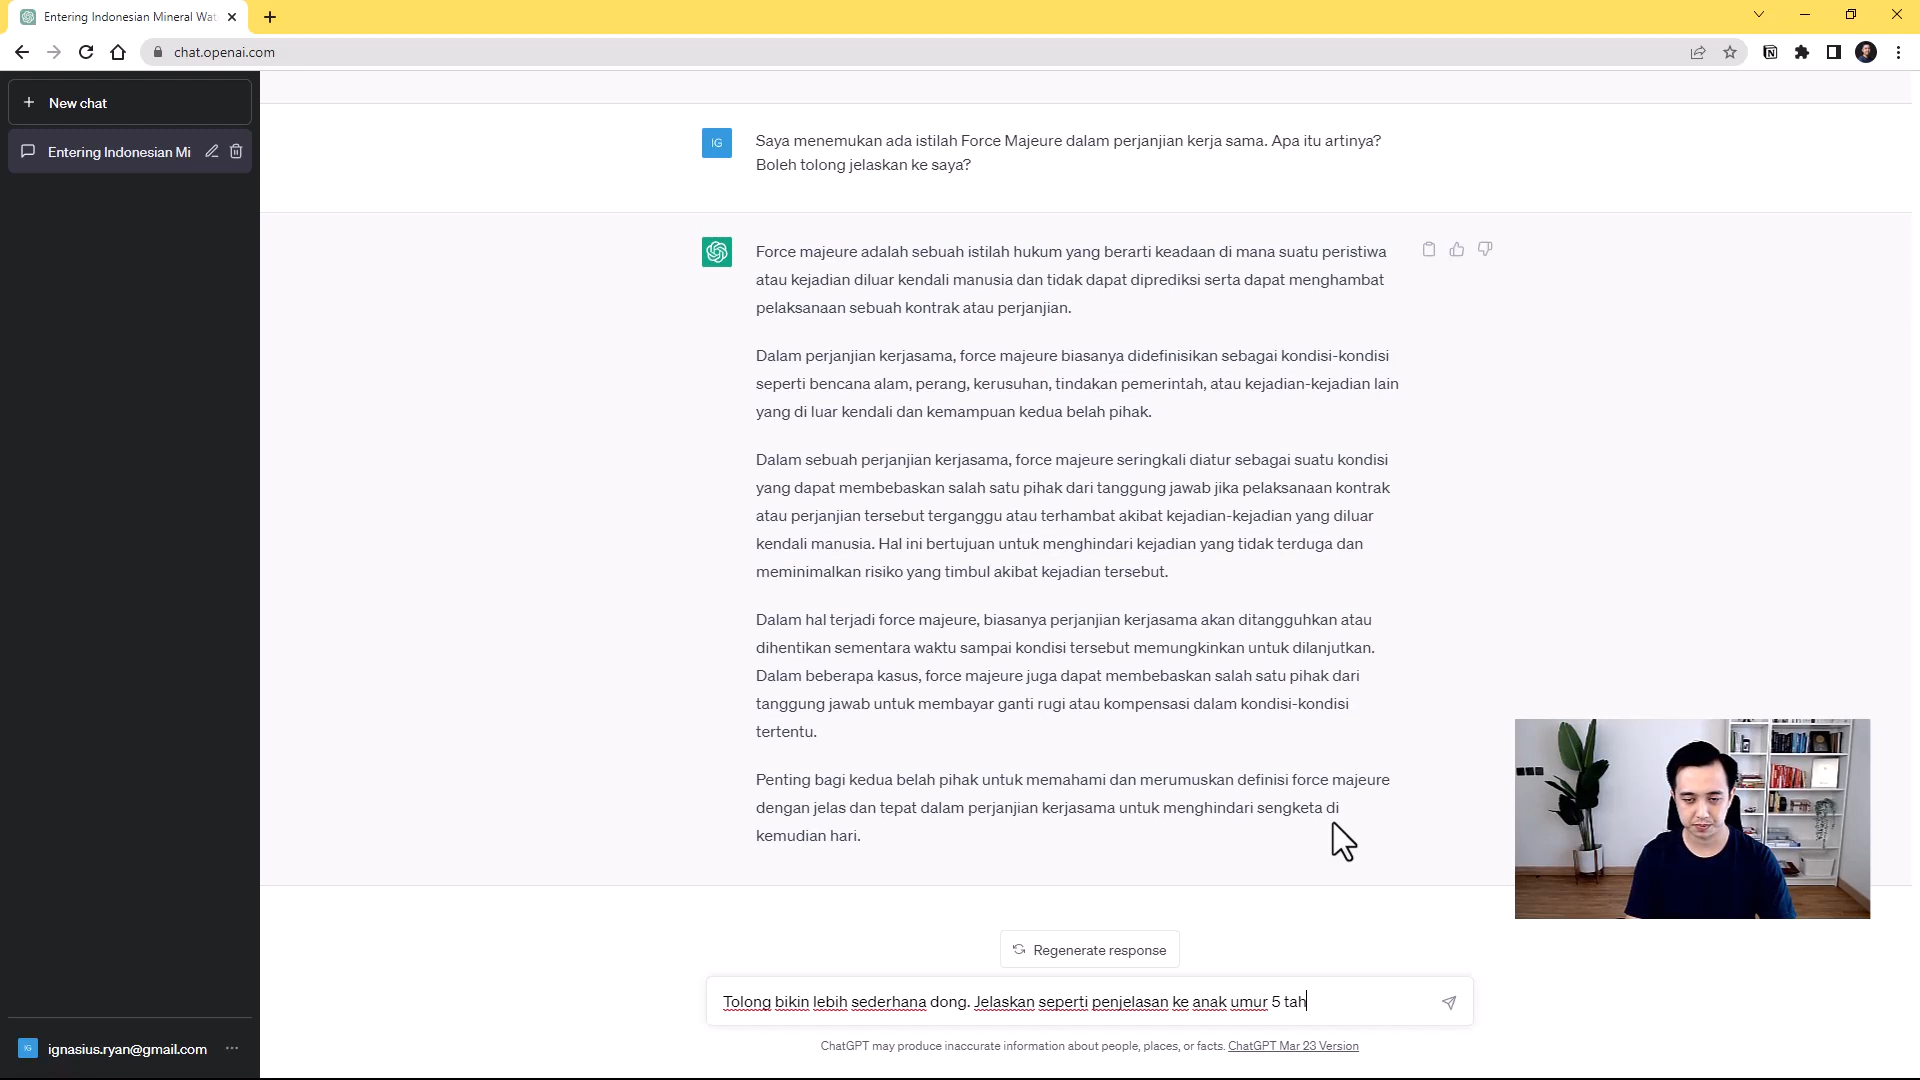 Entering Indonesian Mineral Wat
chat.openai.com
New chat
Entering Indonesian Mi
IG
Saya menemukan ada istilah Force Majeure dalam perjanjian kerja sama. Apa itu artinya?
Boleh tolong jelaskan ke saya?
Force majeure adalah sebuah istilah hukum yang berarti keadaan di mana suatu peristiwa
atau kejadian diluar kendali manusia dan tidak dapat diprediksi serta dapat menghambat
pelaksanaan sebuah kontrak atau perjanjian.
Dalam perjanjian kerjasama, force majeure biasanya didefinisikan sebagai kondisi-kondisi
seperti bencana alam, perang, kerusuhan, tindakan pemerintah, atau kejadian-kejadian lain
yang di luar kendali dan kemampuan kedua belah pihak.
Dalam sebuah perjanjian kerjasama, force majeure seringkali diatur sebagai suatu kondisi
yang dapat membebaskan salah satu pihak dari tanggung jawab jika pelaksanaan kontrak
atau perjanjian tersebut terganggu atau terhambat akibat kejadian-kejadian yang diluar
kendali manusia. Hal ini bertujuan untuk menghindari kejadian yang tidak terduga dan
meminimalkan risiko yang timbul akibat kejadian tersebut.
Dalam hal terjadi force majeure, biasanya perjanjian kerjasama akan ditangguhkan atau
dihentikan sementara waktu sampai kondisi tersebut memungkinkan untuk dilanjutkan.
Dalam beberapa kasus, force majeure juga dapat membebaskan salah satu pihak dari
tanggung jawab untuk membayar ganti rugi atau kompensasi dalam kondisi-kondisi
tertentu.
Penting bagi kedua belah pihak untuk memahami dan merumuskan definisi force majeure
dengan jelas dan tepat dalam perjanjian kerjasama untuk menghindari sengketa di
kemudian hari.
Regenerate response
Tolong bikin lebih sederhana dong. Jelaskan seperti penjelasan ke anak umur 5 tah
ChatGPT may produce inaccurate information about people, places, or facts. ChatGPT Mar 23 Version
IG
ignasius.ryan@gmail.com